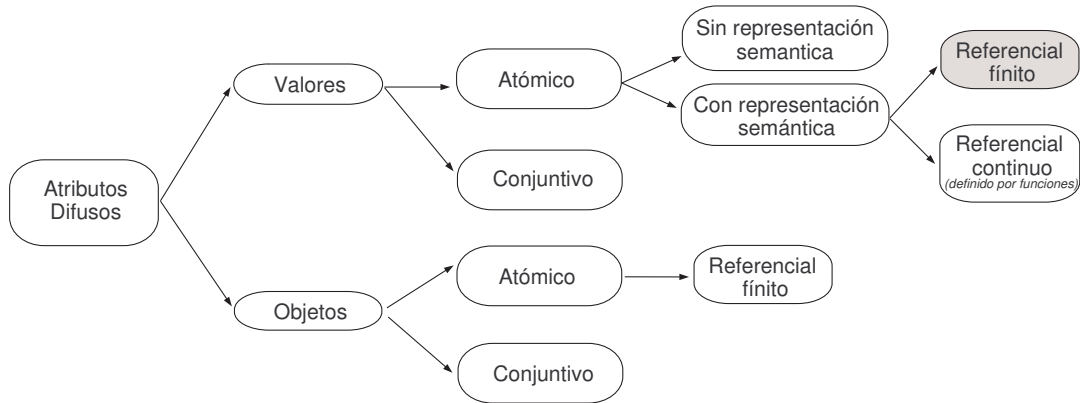 Atributos
Difusos
Valores
Objetos
Atómico
Conjuntivo
Atómico
Conjuntivo
Sin representación
semantica
Con representación
semántica
Referencial
fínito
Referencial
fínito
Referencial
continuo
(definido por funciones)